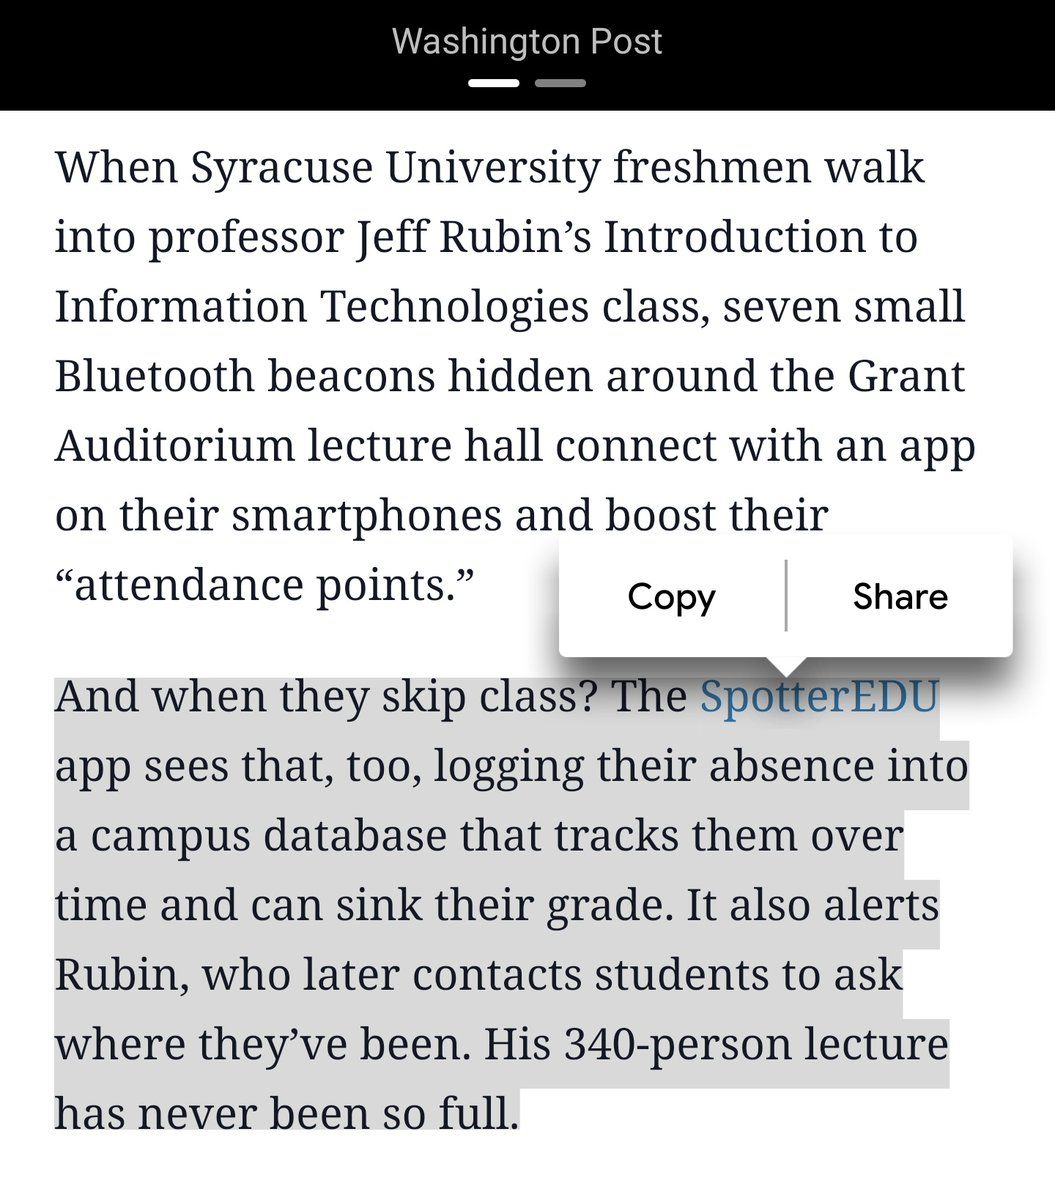 Washington Post
When Syracuse University freshmen walk
into professor Jeff Rubin’s Introduction to
Information Technologies class, seven small
Bluetooth beacons hidden around the Grant
Auditorium lecture hall connect with an app
on their smartphones and boost their
“attendance points.”
Copy
Share
And when they skip class? The SpotterEDU
app sees that, too, logging their absence into
a campus database that tracks them over
time and can sink their grade. It also alerts
Rubin, who later contacts students to ask
where they’ve been. His 340-person lecture
has never been so full.